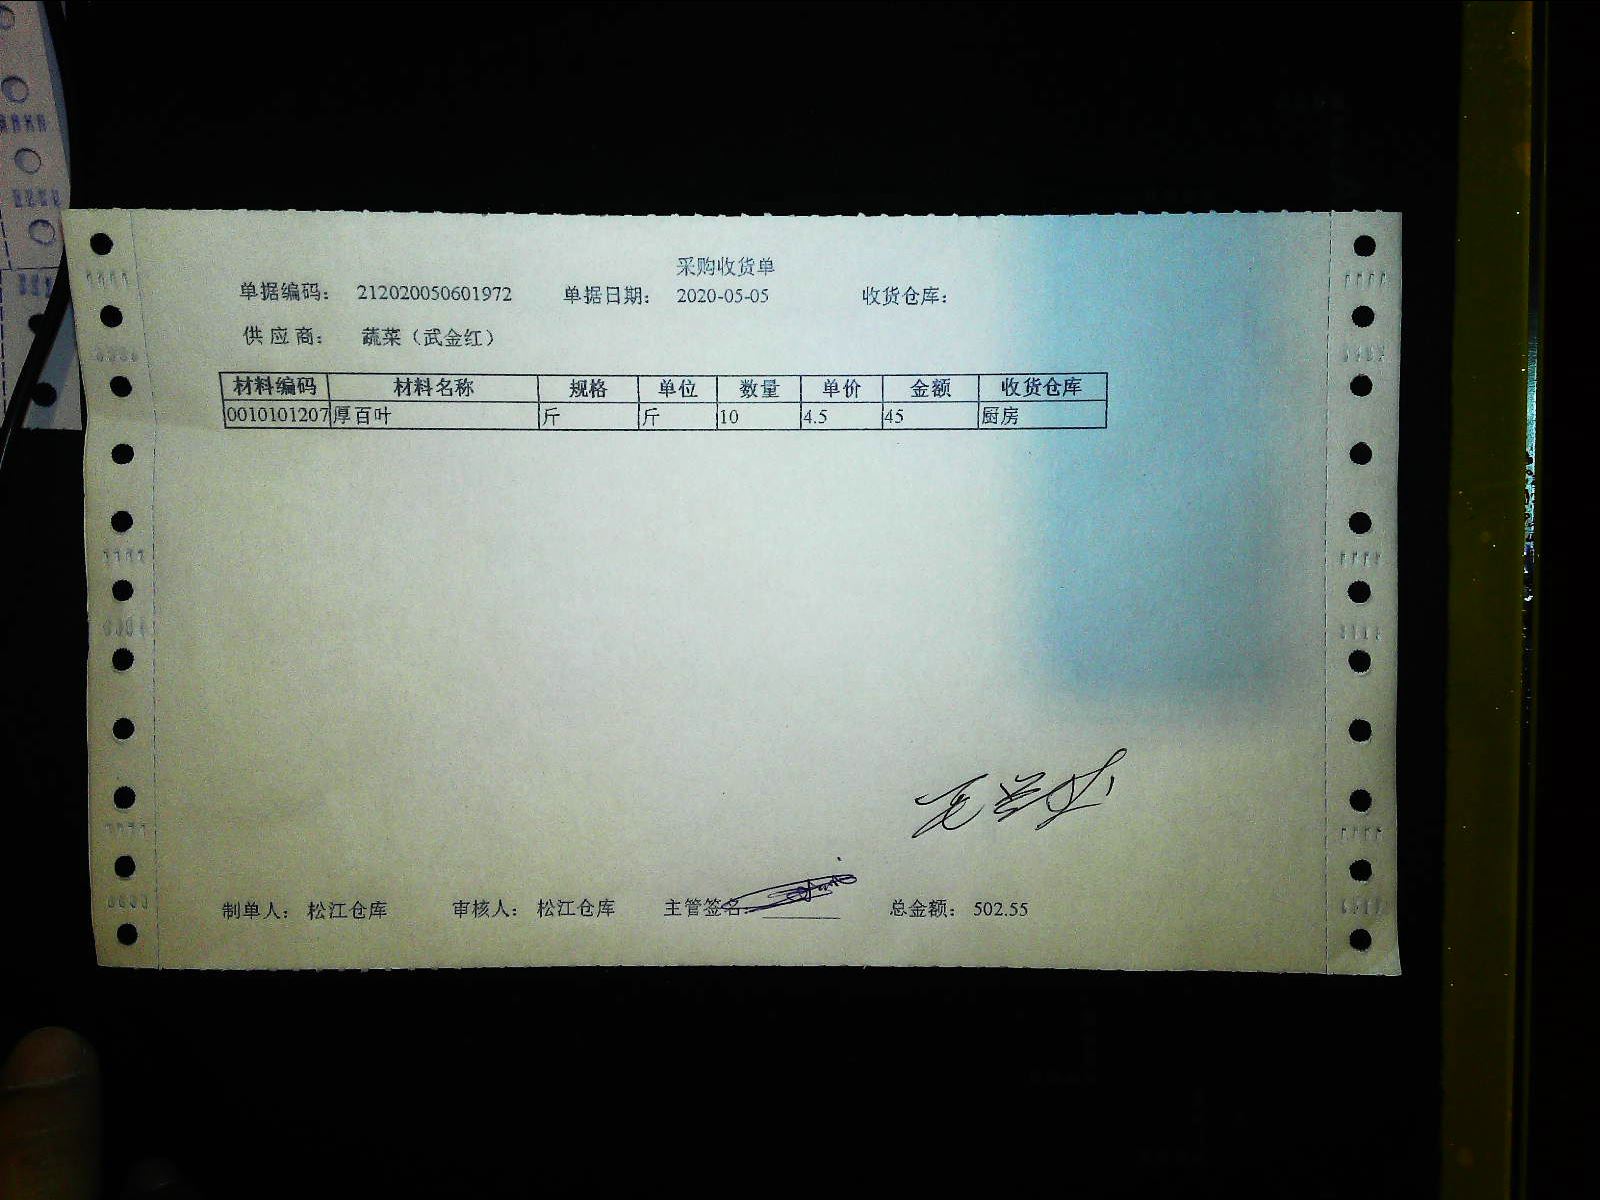 采购收货单
单据编码： 212020050601972 单据日期： 2020-05-05 收货仓库：
供 应 商： 蔬菜（武金红）
材料编码 材料名称 规格 单位 数量 单价 金额 收货仓库
0010101207 厚百叶 斤 斤 10 4.5 45 厨房
制单人： 松江仓库 审核人： 松江仓库 主管签名: 总金额： 502.55